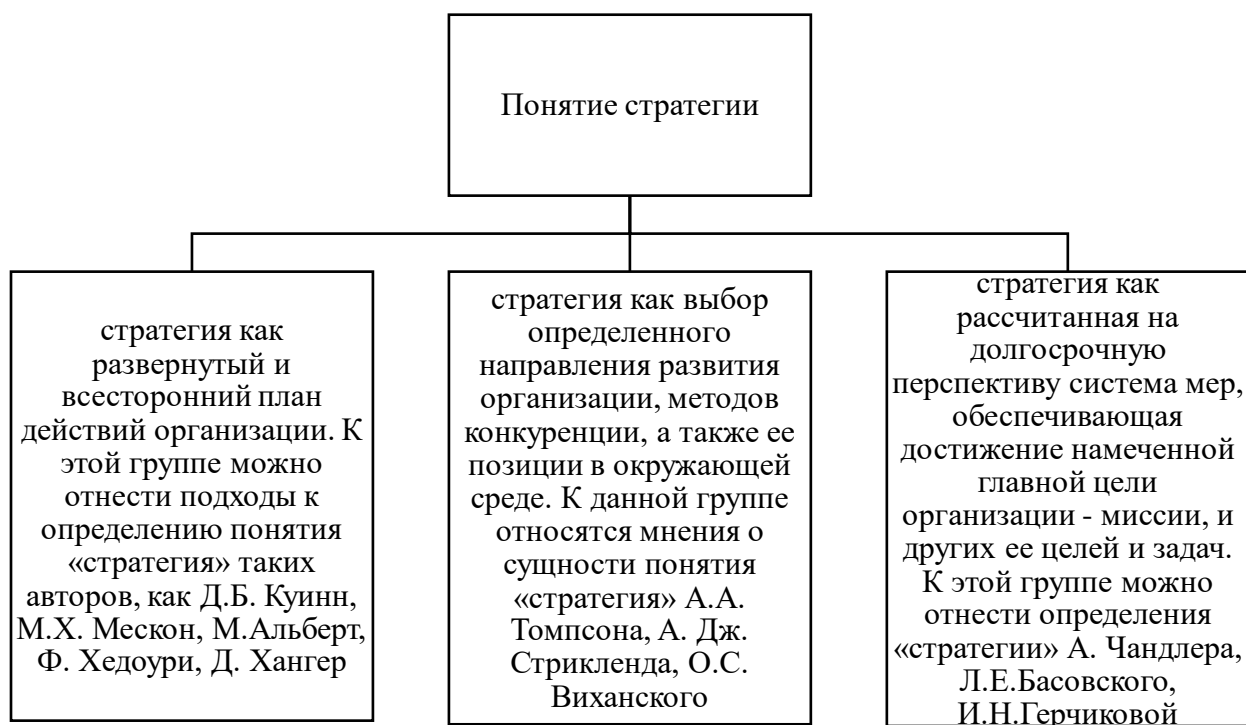 Понятие стратегии
стратегия как
развернутый и
всесторонний план
действий организации. К
этой группе можно
отнести подходы к
определению понятия
«стратегия» таких
авторов, как Д.Б. Куинн,
М.Х. Мескон, М.Альберт,
Ф. Хедоури, Д. Хангер
стратегия как выбор
определенного
направления развития
организации, методов
конкуренции, а также ее
позиции в окружающей
среде. К данной группе
относятся мнения о
сущности понятия
«стратегия» А.А.
Томпсона, А. Дж.
Стрикленда, О.С.
Виханского
стратегия как
рассчитанная на
долгосрочную
перспективу система мер,
обеспечивающая
достижение намеченной
главной цели
организации - миссии, и
других ее целей и задач.
К этой группе можно
отнести определения
«стратегии» А. Чандлера,
Л.Е.Басовского,
И.Н.Герчиковой